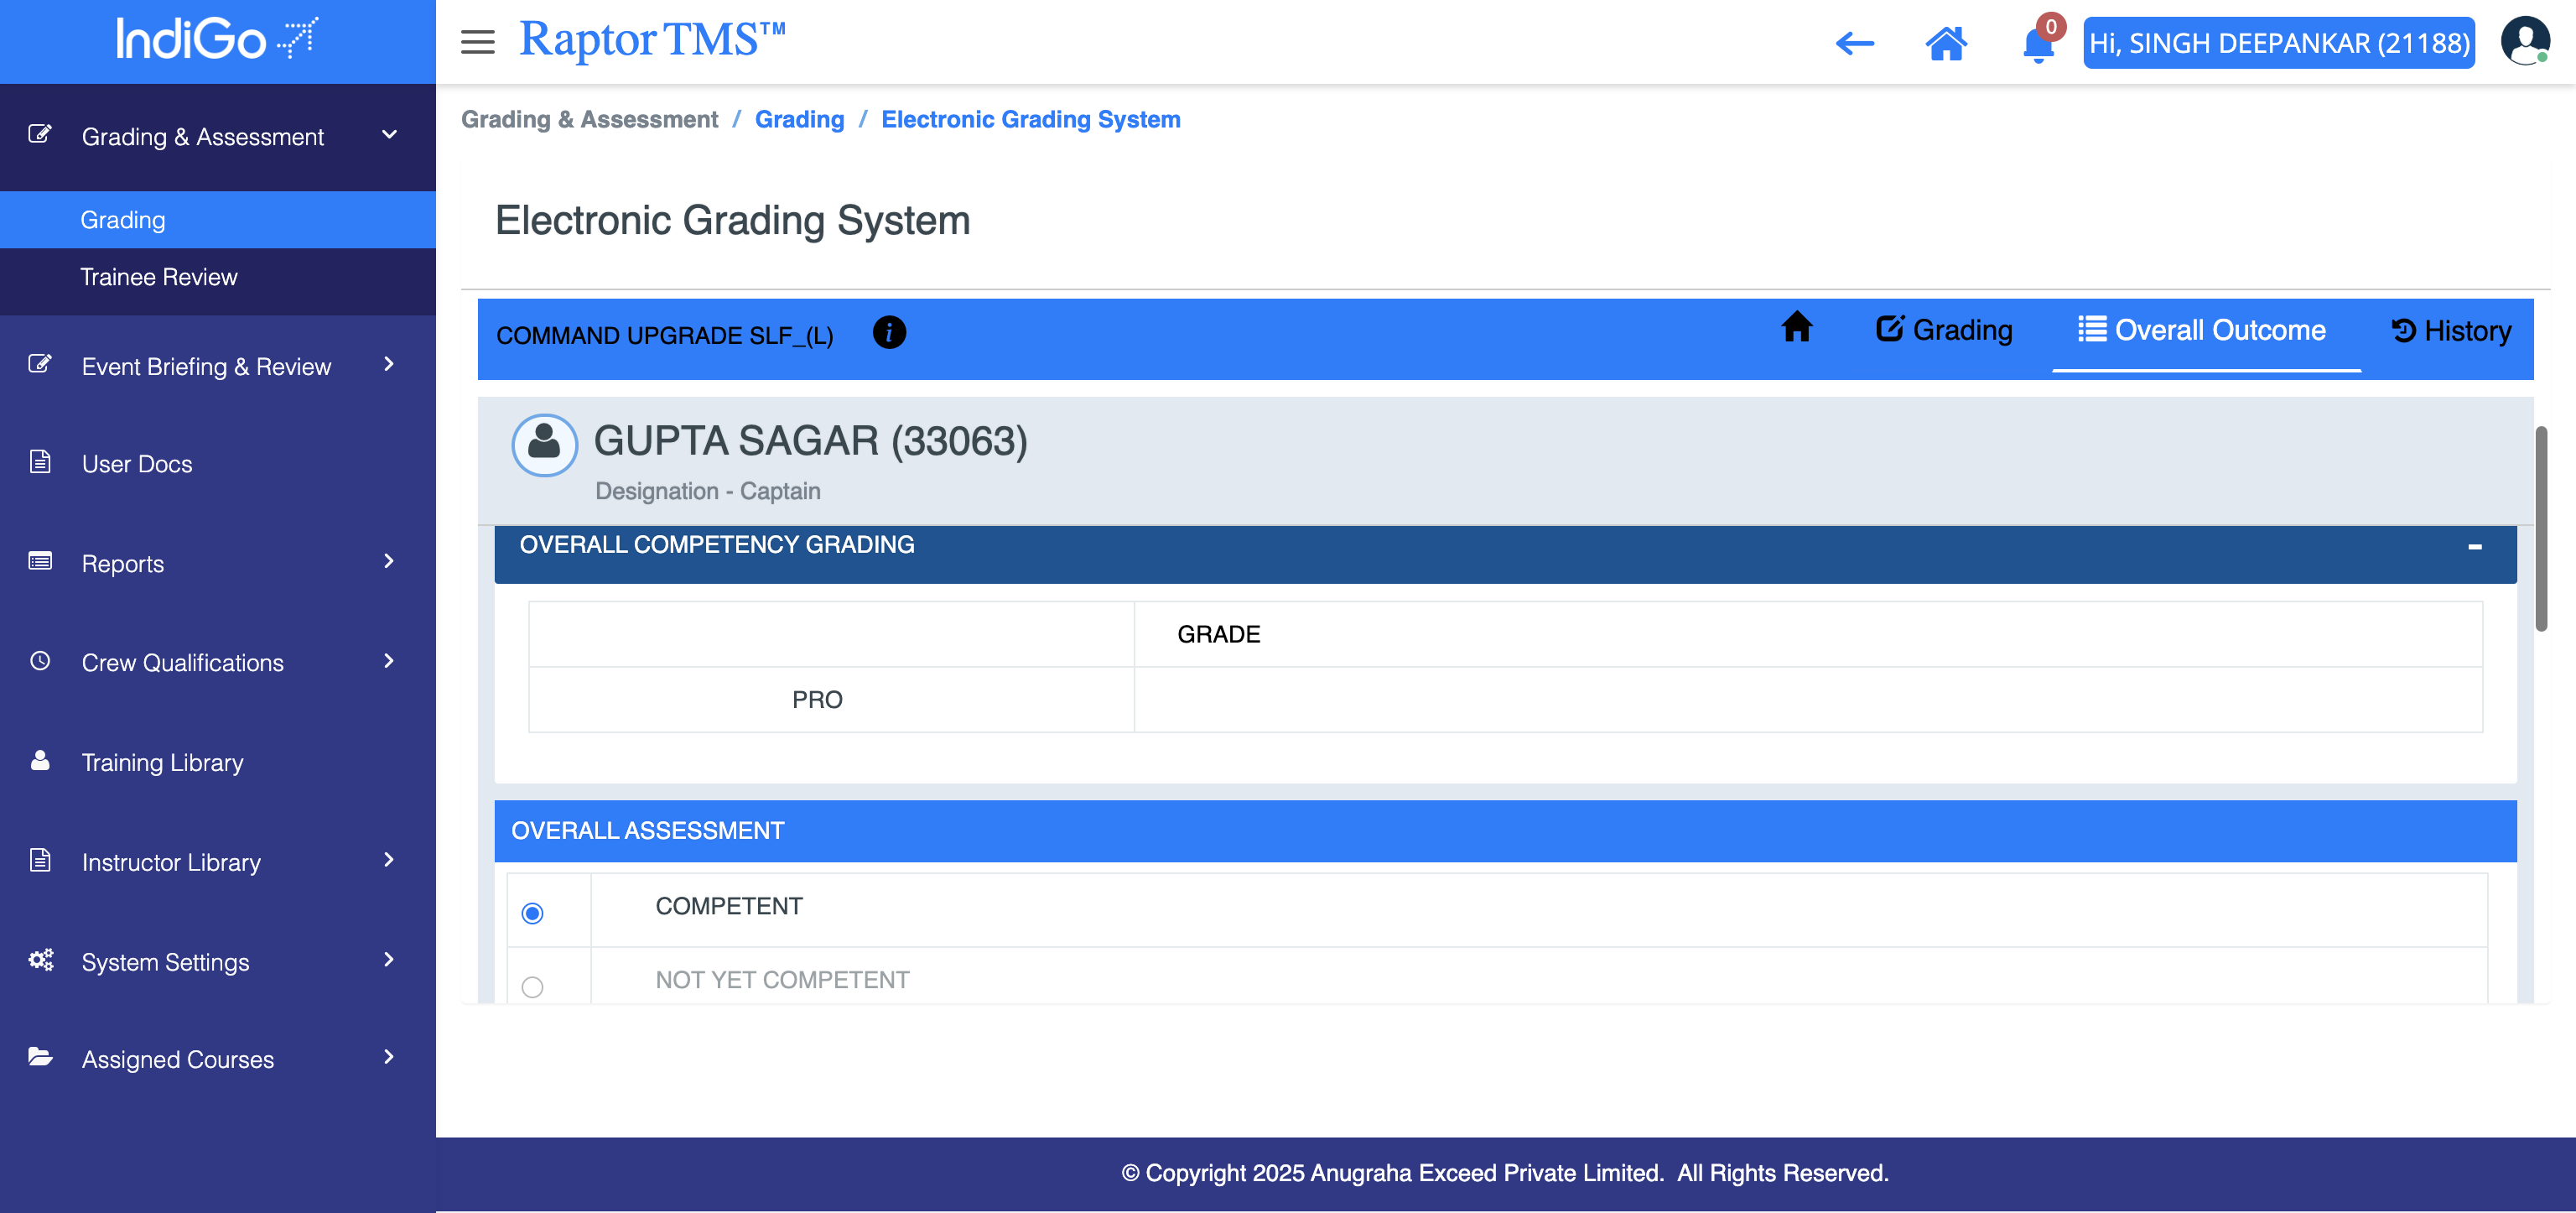 IndiGo
Raptor TMS™
0
Hi, SINGH DEEPANKAR (21188)
Grading & Assessment
Grading
Trainee Review
Event Briefing & Review
User Docs
Reports
Crew Qualifications
Training Library
Instructor Library
System Settings
Assigned Courses
Grading & Assessment / Grading / Electronic Grading System
Electronic Grading System
COMMAND UPGRADE SLF_(L)
Grading
Overall Outcome
History
GUPTA SAGAR (33063)
Designation - Captain
OVERALL COMPETENCY GRADING
GRADE
PRO
OVERALL ASSESSMENT
COMPETENT
NOT YET COMPETENT
© Copyright 2025 Anugraha Exceed Private Limited. All Rights Reserved.